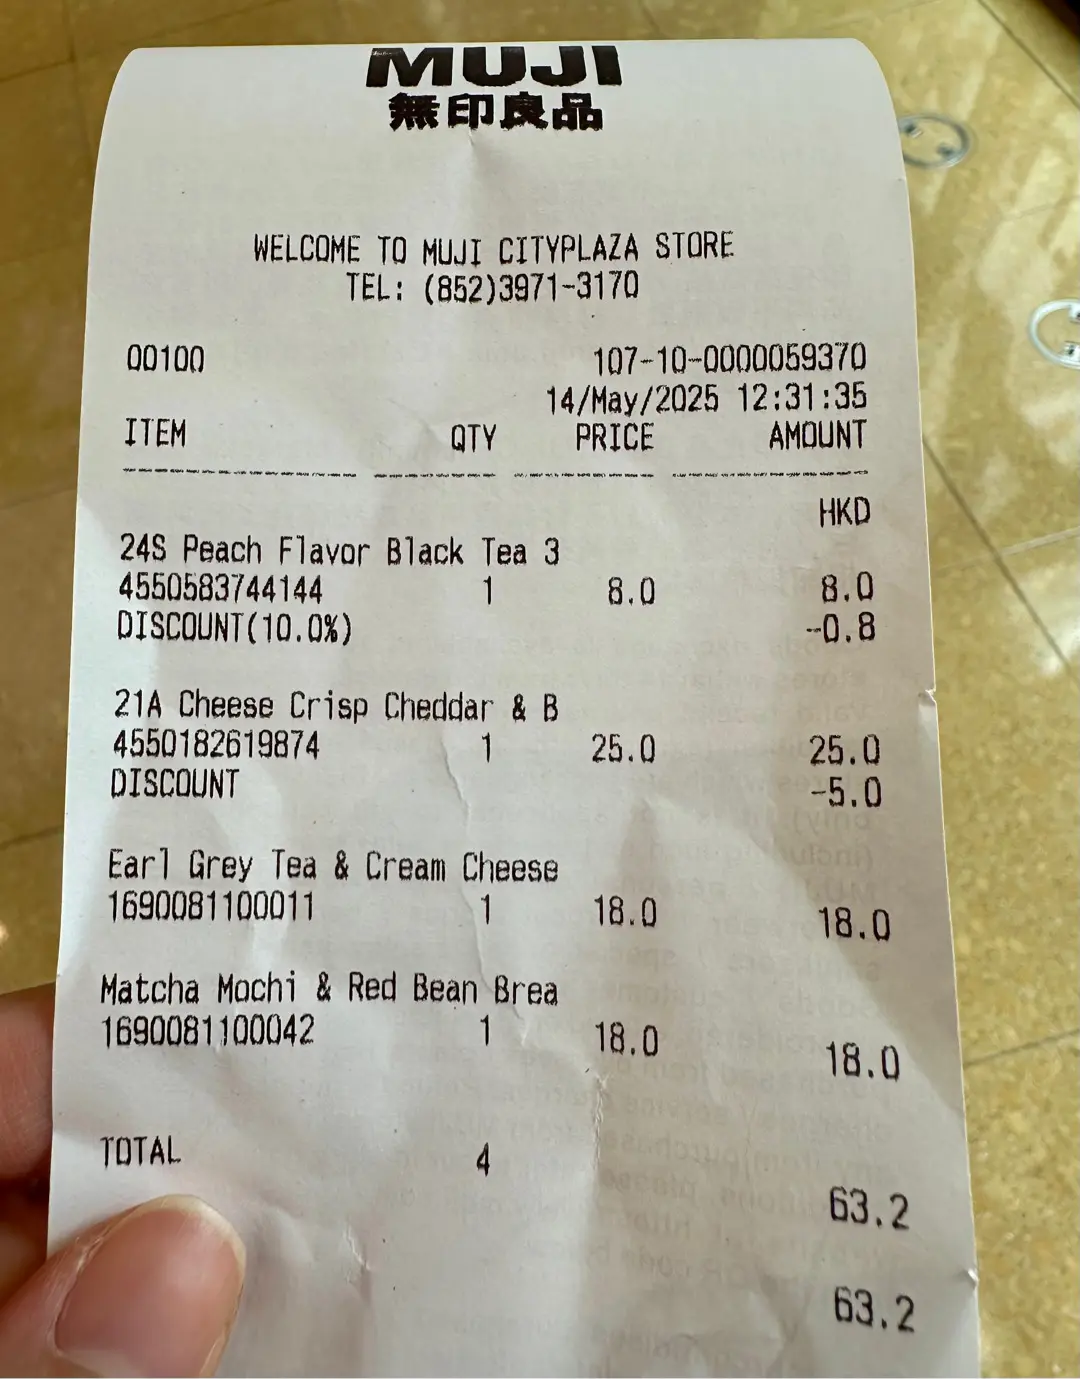 MUJI
無印良品
WELCOME TO MUJI CITYPLAZA STORE
TEL: (852)3971-3170
00100 107-10-0000059370
14/May/2025 12:31:35
ITEM QTY PRICE AMOUNT
HKD
24S Peach Flavor Black Tea 3
4550583744144 1 8.0 8.0
DISCOUNT(10.0%) -0.8
21A Cheese Crisp Cheddar & B
4550182619874 1 25.0 25.0
DISCOUNT -5.0
Earl Grey Tea & Cream Cheese
1690081100011 1 18.0 18.0
Matcha Mochi & Red Bean Brea
1690081100042 1 18.0 18.0
TOTAL 4 63.2
63.2